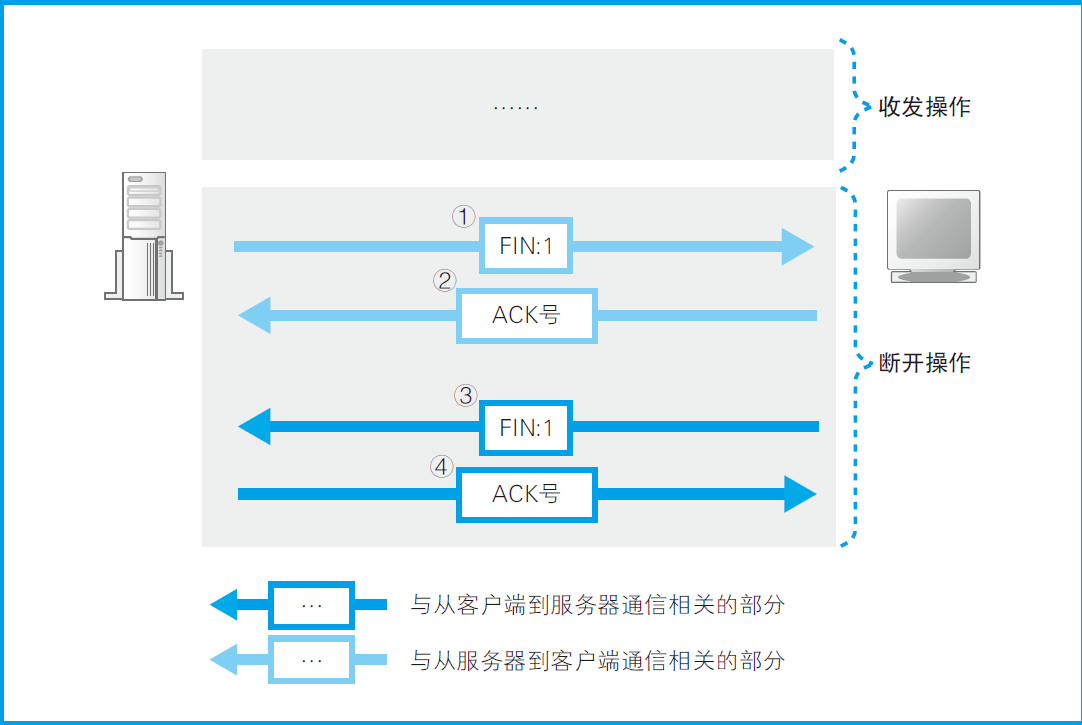 ……
收发操作
①
FIN:1
②
ACK号
断开操作
③
FIN:1
④
ACK号
… 与从客户端到服务器通信相关的部分
… 与从服务器到客户端通信相关的部分